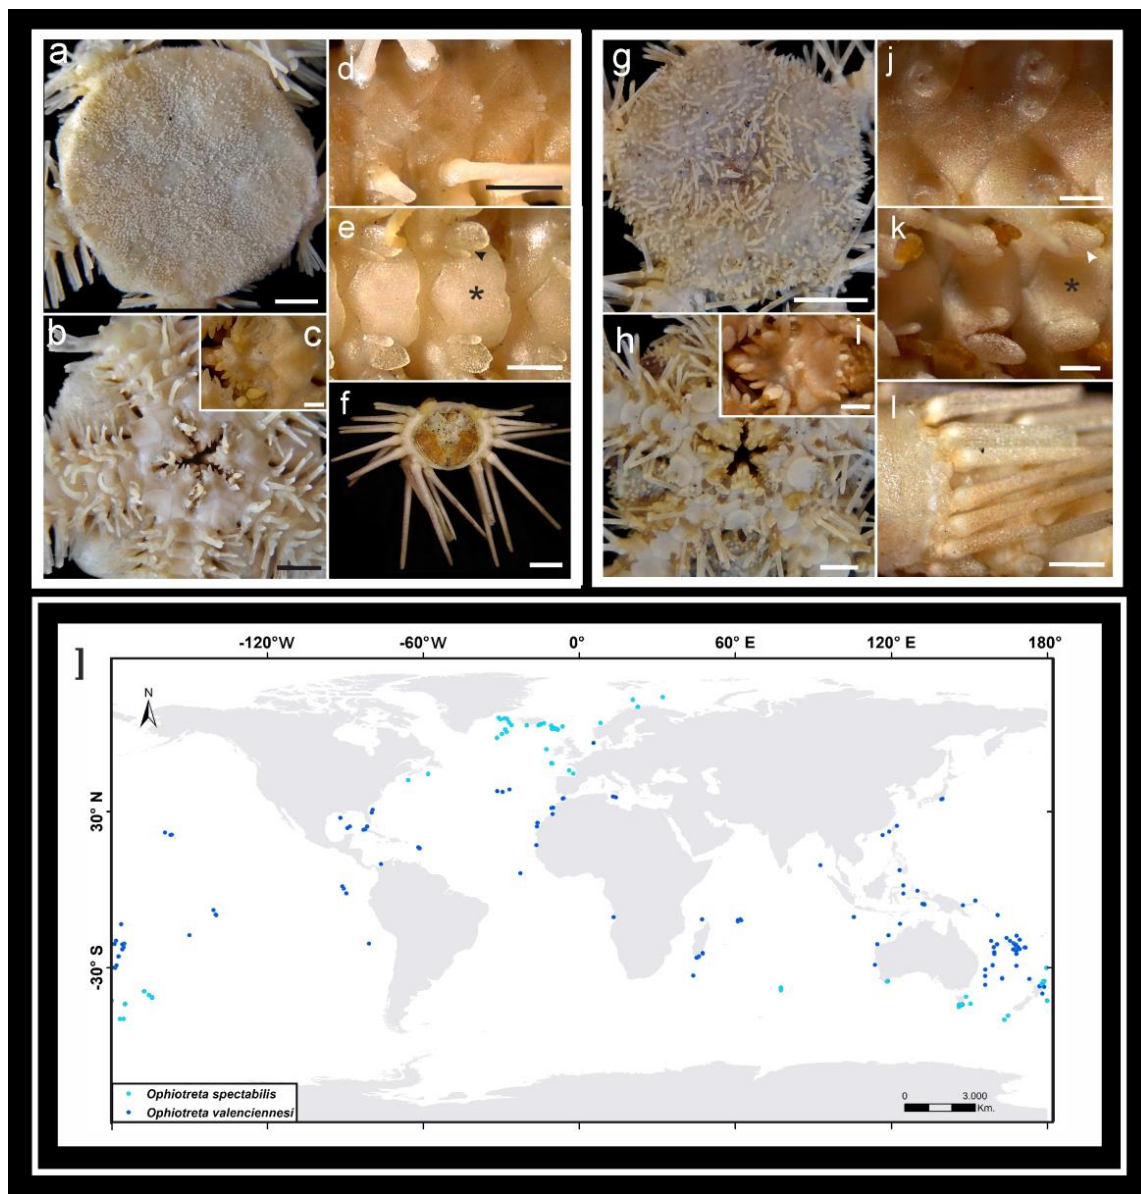 a
d
e
b
c
f
g
j
k
*
*
h
i
l
]
-120°W
-60°W
0°
60° E
120° E
180°
N
30° N
-30° S
Ophiotreta spectabilis
Ophiotreta valenciennesi
0
3.000
Km.